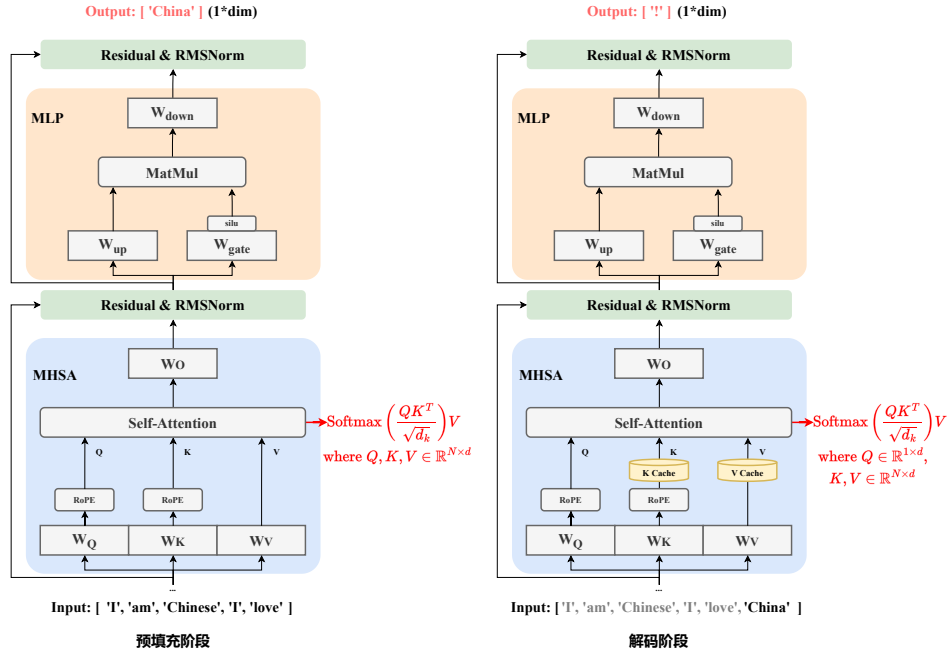 Output: [ 'China' ] (1*dim)
Residual & RMSNorm
MLP
W_down
MatMul
silu
W_up
W_gate
Residual & RMSNorm
MHSA
W_O
Self-Attention
Softmax (QK^T / √d_k) V
where Q, K, V ∈ ℝ^{N×d}
Q
K
V
RoPE
RoPE
W_Q
W_K
W_V
...
Input: [ 'I', 'am', 'Chinese', 'I', 'love' ]
预填充阶段
Output: [ '!' ] (1*dim)
Residual & RMSNorm
MLP
W_down
MatMul
silu
W_up
W_gate
Residual & RMSNorm
MHSA
W_O
Self-Attention
Softmax (QK^T / √d_k) V
where Q ∈ ℝ^{1×d},
K, V ∈ ℝ^{N×d}
Q
K
V
K Cache
V Cache
RoPE
RoPE
W_Q
W_K
W_V
...
Input: ['I', 'am', 'Chinese', 'I', 'love', 'China' ]
解码阶段